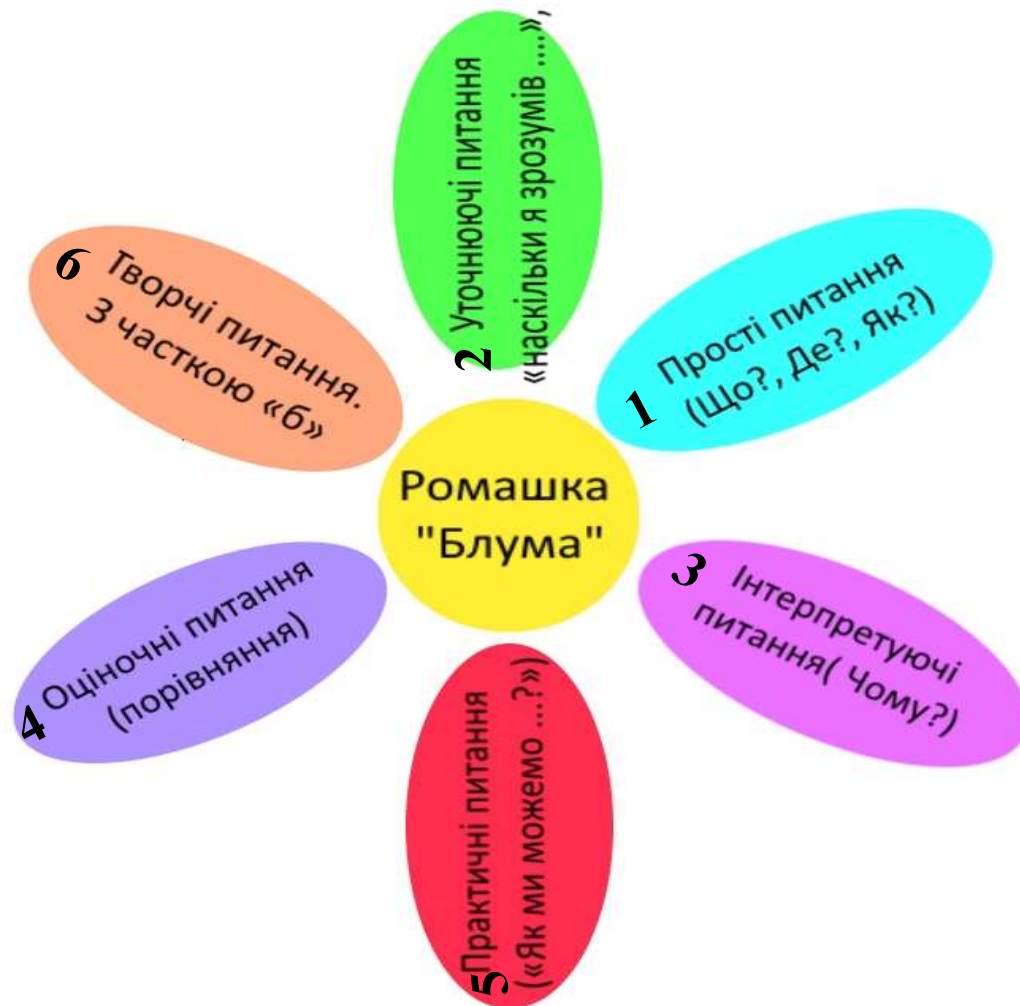 Ромашка
"Блума"
1 Прості питання
(Що?, Де?, Як?)
2 Уточнюючі питання
«наскільки я зрозумів ....»,
3 Інтерпретуючі
питання( Чому?)
4 Оціночні питання
(порівняння)
5 Практичні питання
(«Як ми можемо ...?»)
6 Творчі питання.
З часткою «б»